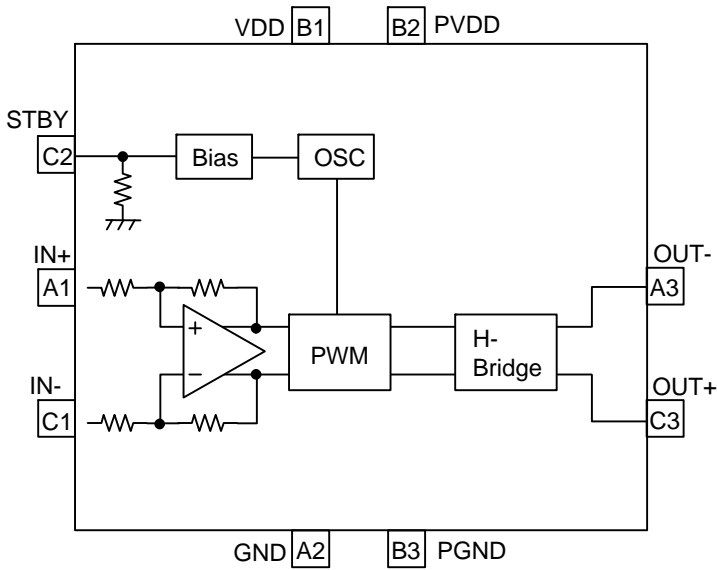 VDD B1
B2 PVDD
STBY
C2
Bias
OSC
IN+
A1
OUT-
A3
+
PWM
H-
Bridge
−
IN-
C1
OUT+
C3
GND A2
B3 PGND